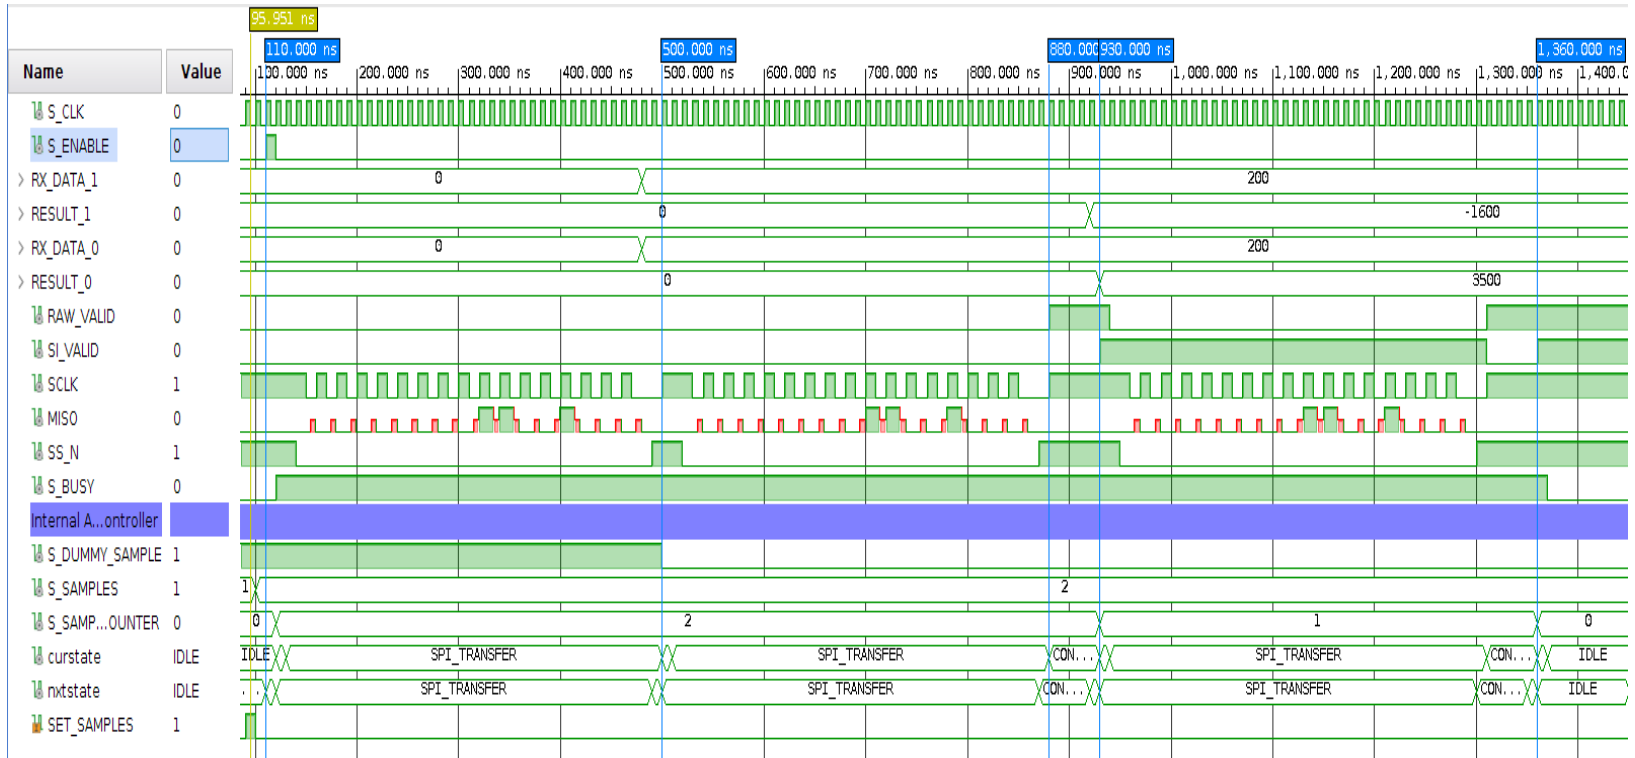 95.951 ns
110.000 ns 500.000 ns 880.000 930.000 ns 1,360.000 ns
Name Value 100.000 ns 200.000 ns 300.000 ns 400.000 ns 500.000 ns 600.000 ns 700.000 ns 800.000 ns 900.000 ns 1,000.000 ns 1,100.000 ns 1,200.000 ns 1,300.000 ns 1,400.0
S_CLK 0
S_ENABLE 0
> RX_DATA_1 0 0 200
> RESULT_1 0 0 -1600
> RX_DATA_0 0 0 200
> RESULT_0 0 0 3500
RAW_VALID 0
SI_VALID 0
SCLK 1
MISO 0
SS_N 1
S_BUSY 0
Internal A...ontroller
S_DUMMY_SAMPLE 1
S_SAMPLES 1 1 2
S_SAMP...OUNTER 0 0 2 1 0
curstate IDLE IDLE SPI_TRANSFER SPI_TRANSFER CON... SPI_TRANSFER CON... IDLE
nxtstate IDLE ... SPI_TRANSFER SPI_TRANSFER CON... SPI_TRANSFER CON... IDLE
SET_SAMPLES 1